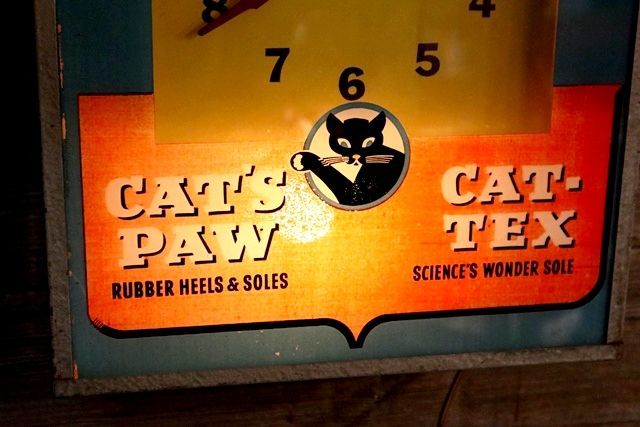 8
4
7
5
6
CAT'S
PAW
RUBBER HEELS & SOLES
CAT-
TEX
SCIENCE'S WONDER SOLE